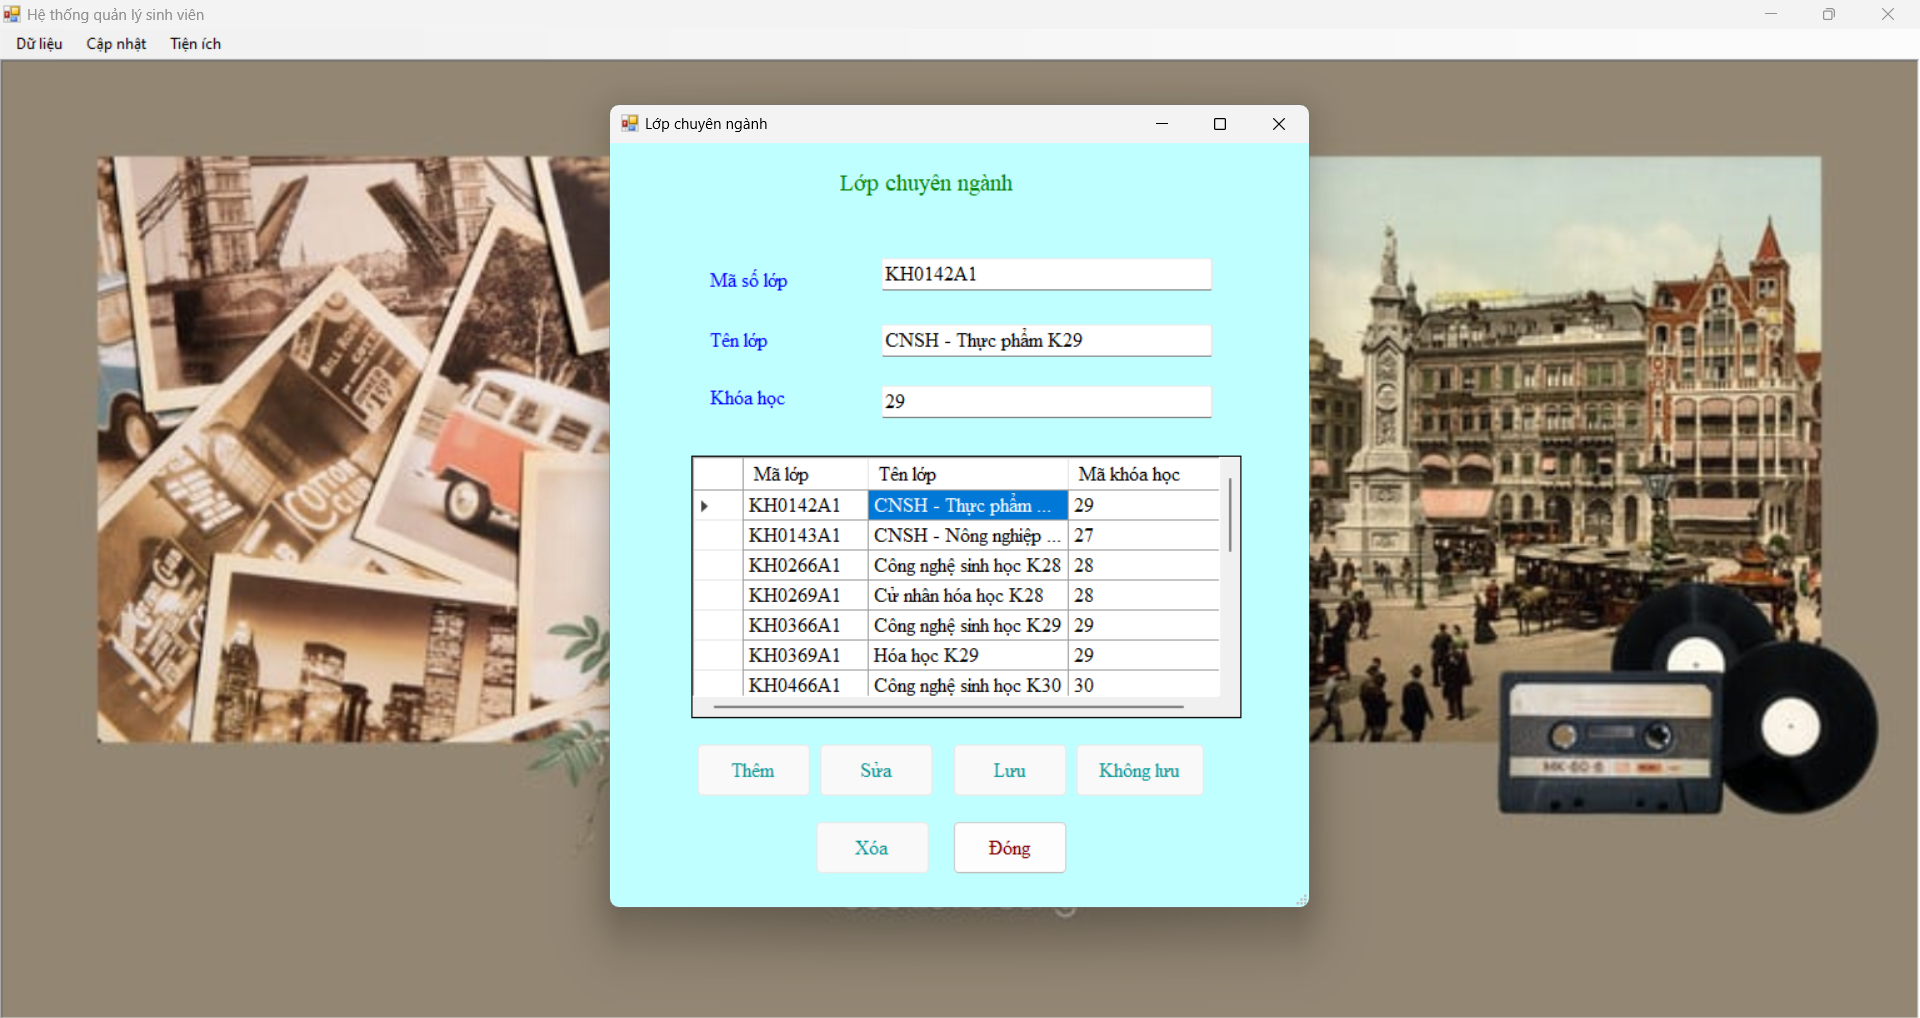 Hệ thống quản lý sinh viên
Dữ liệu Cập nhật Tiện ích
Lớp chuyên ngành
Lớp chuyên ngành
Mã số lớp KH0142A1
Tên lớp CNSH - Thực phẩm K29
Khóa học 29
Mã lớp Tên lớp Mã khóa học
KH0142A1 CNSH - Thực phẩm ... 29
KH0143A1 CNSH - Nông nghiệp ... 27
KH0266A1 Công nghệ sinh học K28 28
KH0269A1 Cử nhân hóa học K28 28
KH0366A1 Công nghệ sinh học K29 29
KH0369A1 Hóa học K29 29
KH0466A1 Công nghệ sinh học K30 30
Thêm Sửa Lưu Không lưu
Xóa Đóng
COTTON
CLUB